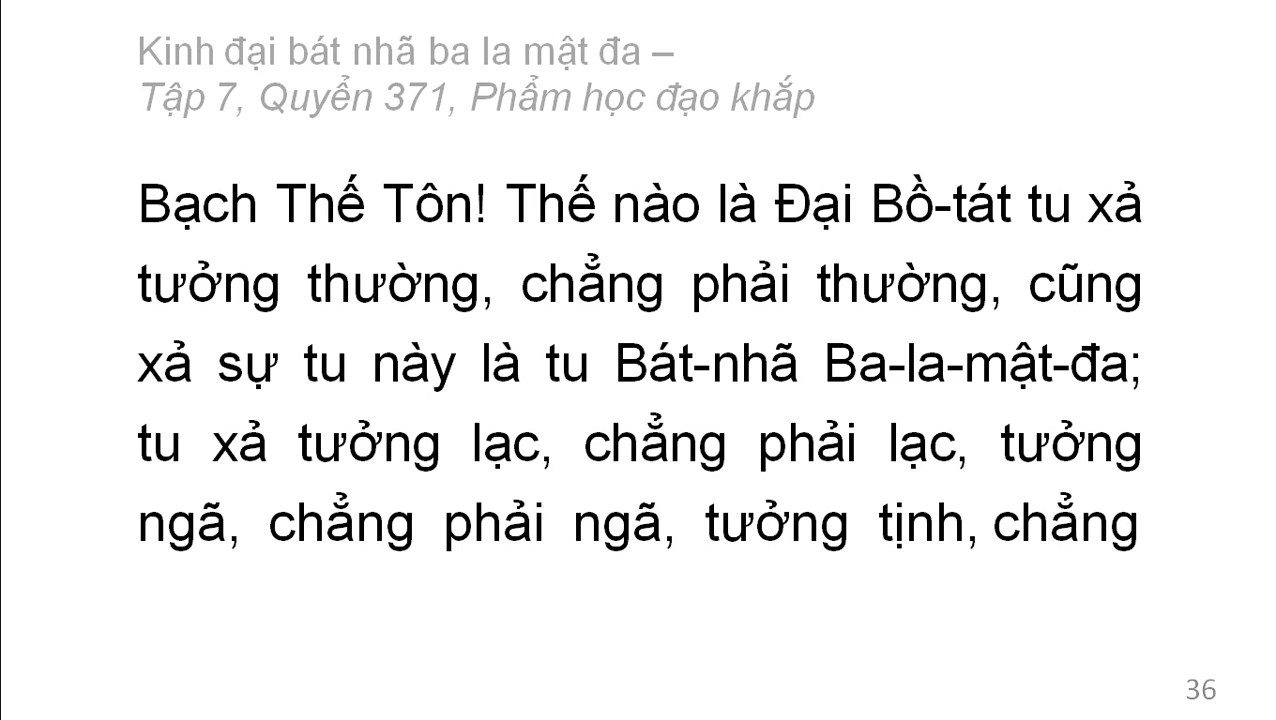 Kinh đại bát nhã ba la mật đa –
Tập 7, Quyển 371, Phẩm học đạo khắp
Bạch Thế Tôn! Thế nào là Đại Bồ-tát tu xả
tưởng thường, chẳng phải thường, cũng
xả sự tu này là tu Bát-nhã Ba-la-mật-đa;
tu xả tưởng lạc, chẳng phải lạc, tưởng
ngã, chẳng phải ngã, tưởng tịnh, chẳng
36